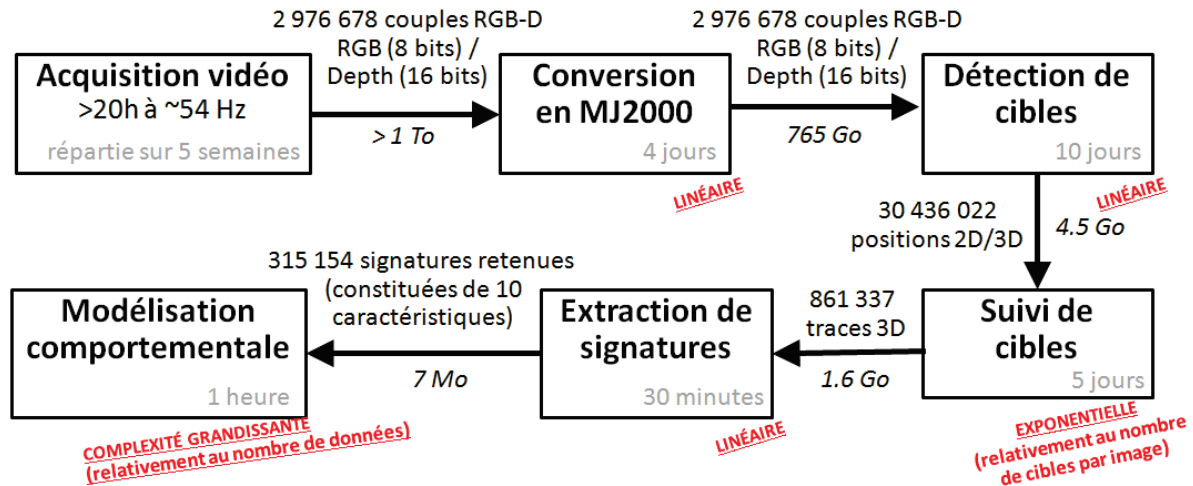 2 976 678 couples RGB-D
RGB (8 bits) /
Depth (16 bits)
2 976 678 couples RGB-D
RGB (8 bits) /
Depth (16 bits)
Acquisition vidéo
>20h à ~54 Hz
répartie sur 5 semaines
> 1 To
Conversion
en MJ2000
4 jours
LINÉAIRE
765 Go
Détection de
cibles
10 jours
LINÉAIRE
30 436 022
positions 2D/3D
4.5 Go
315 154 signatures retenues
(constituées de 10
caractéristiques)
Modélisation
comportementale
1 heure
COMPLEXITÉ GRANDISSANTE
(relativement au nombre de données)
7 Mo
Extraction de
signatures
30 minutes
LINÉAIRE
861 337
traces 3D
1.6 Go
Suivi de
cibles
5 jours
EXPONENTIELLE
(relativement au nombre
de cibles par image)